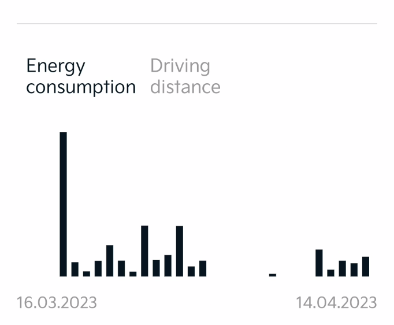 Energy Driving
consumption distance
16.03.2023 14.04.2023